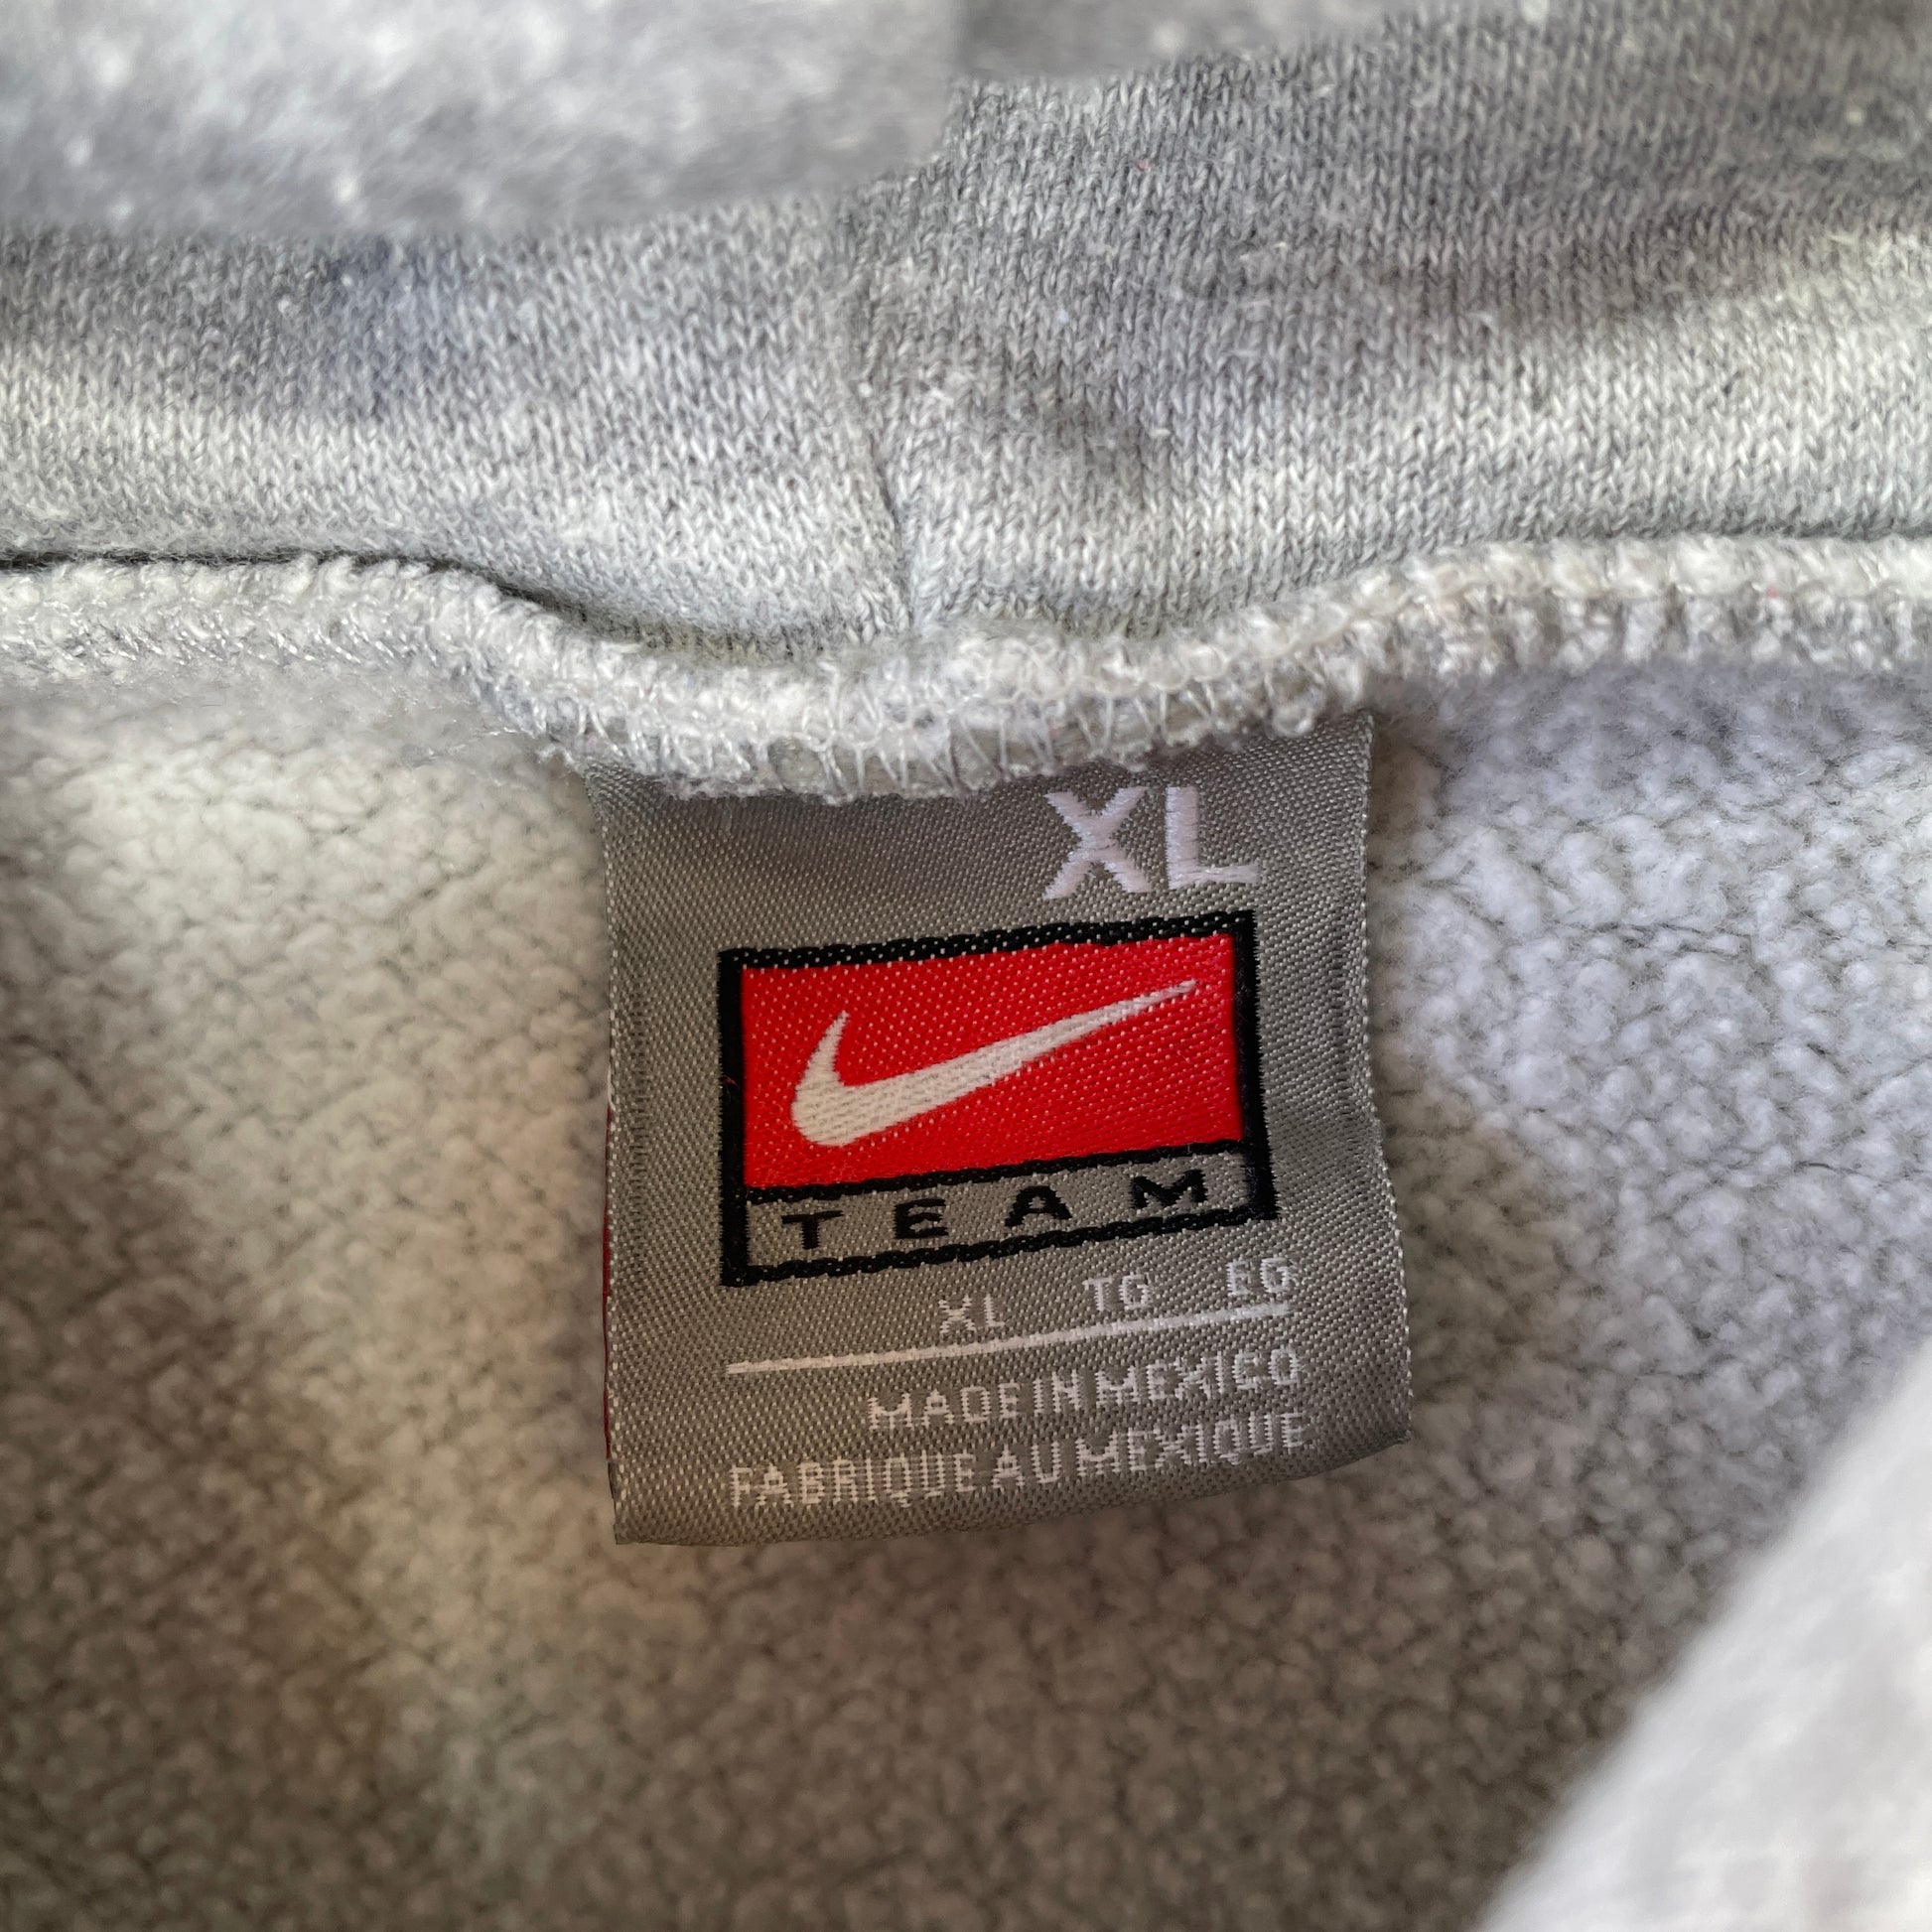 XL
TEAM
XL TG EG
MADE IN MEXICO
FABRIQUE AU MEXIQUE